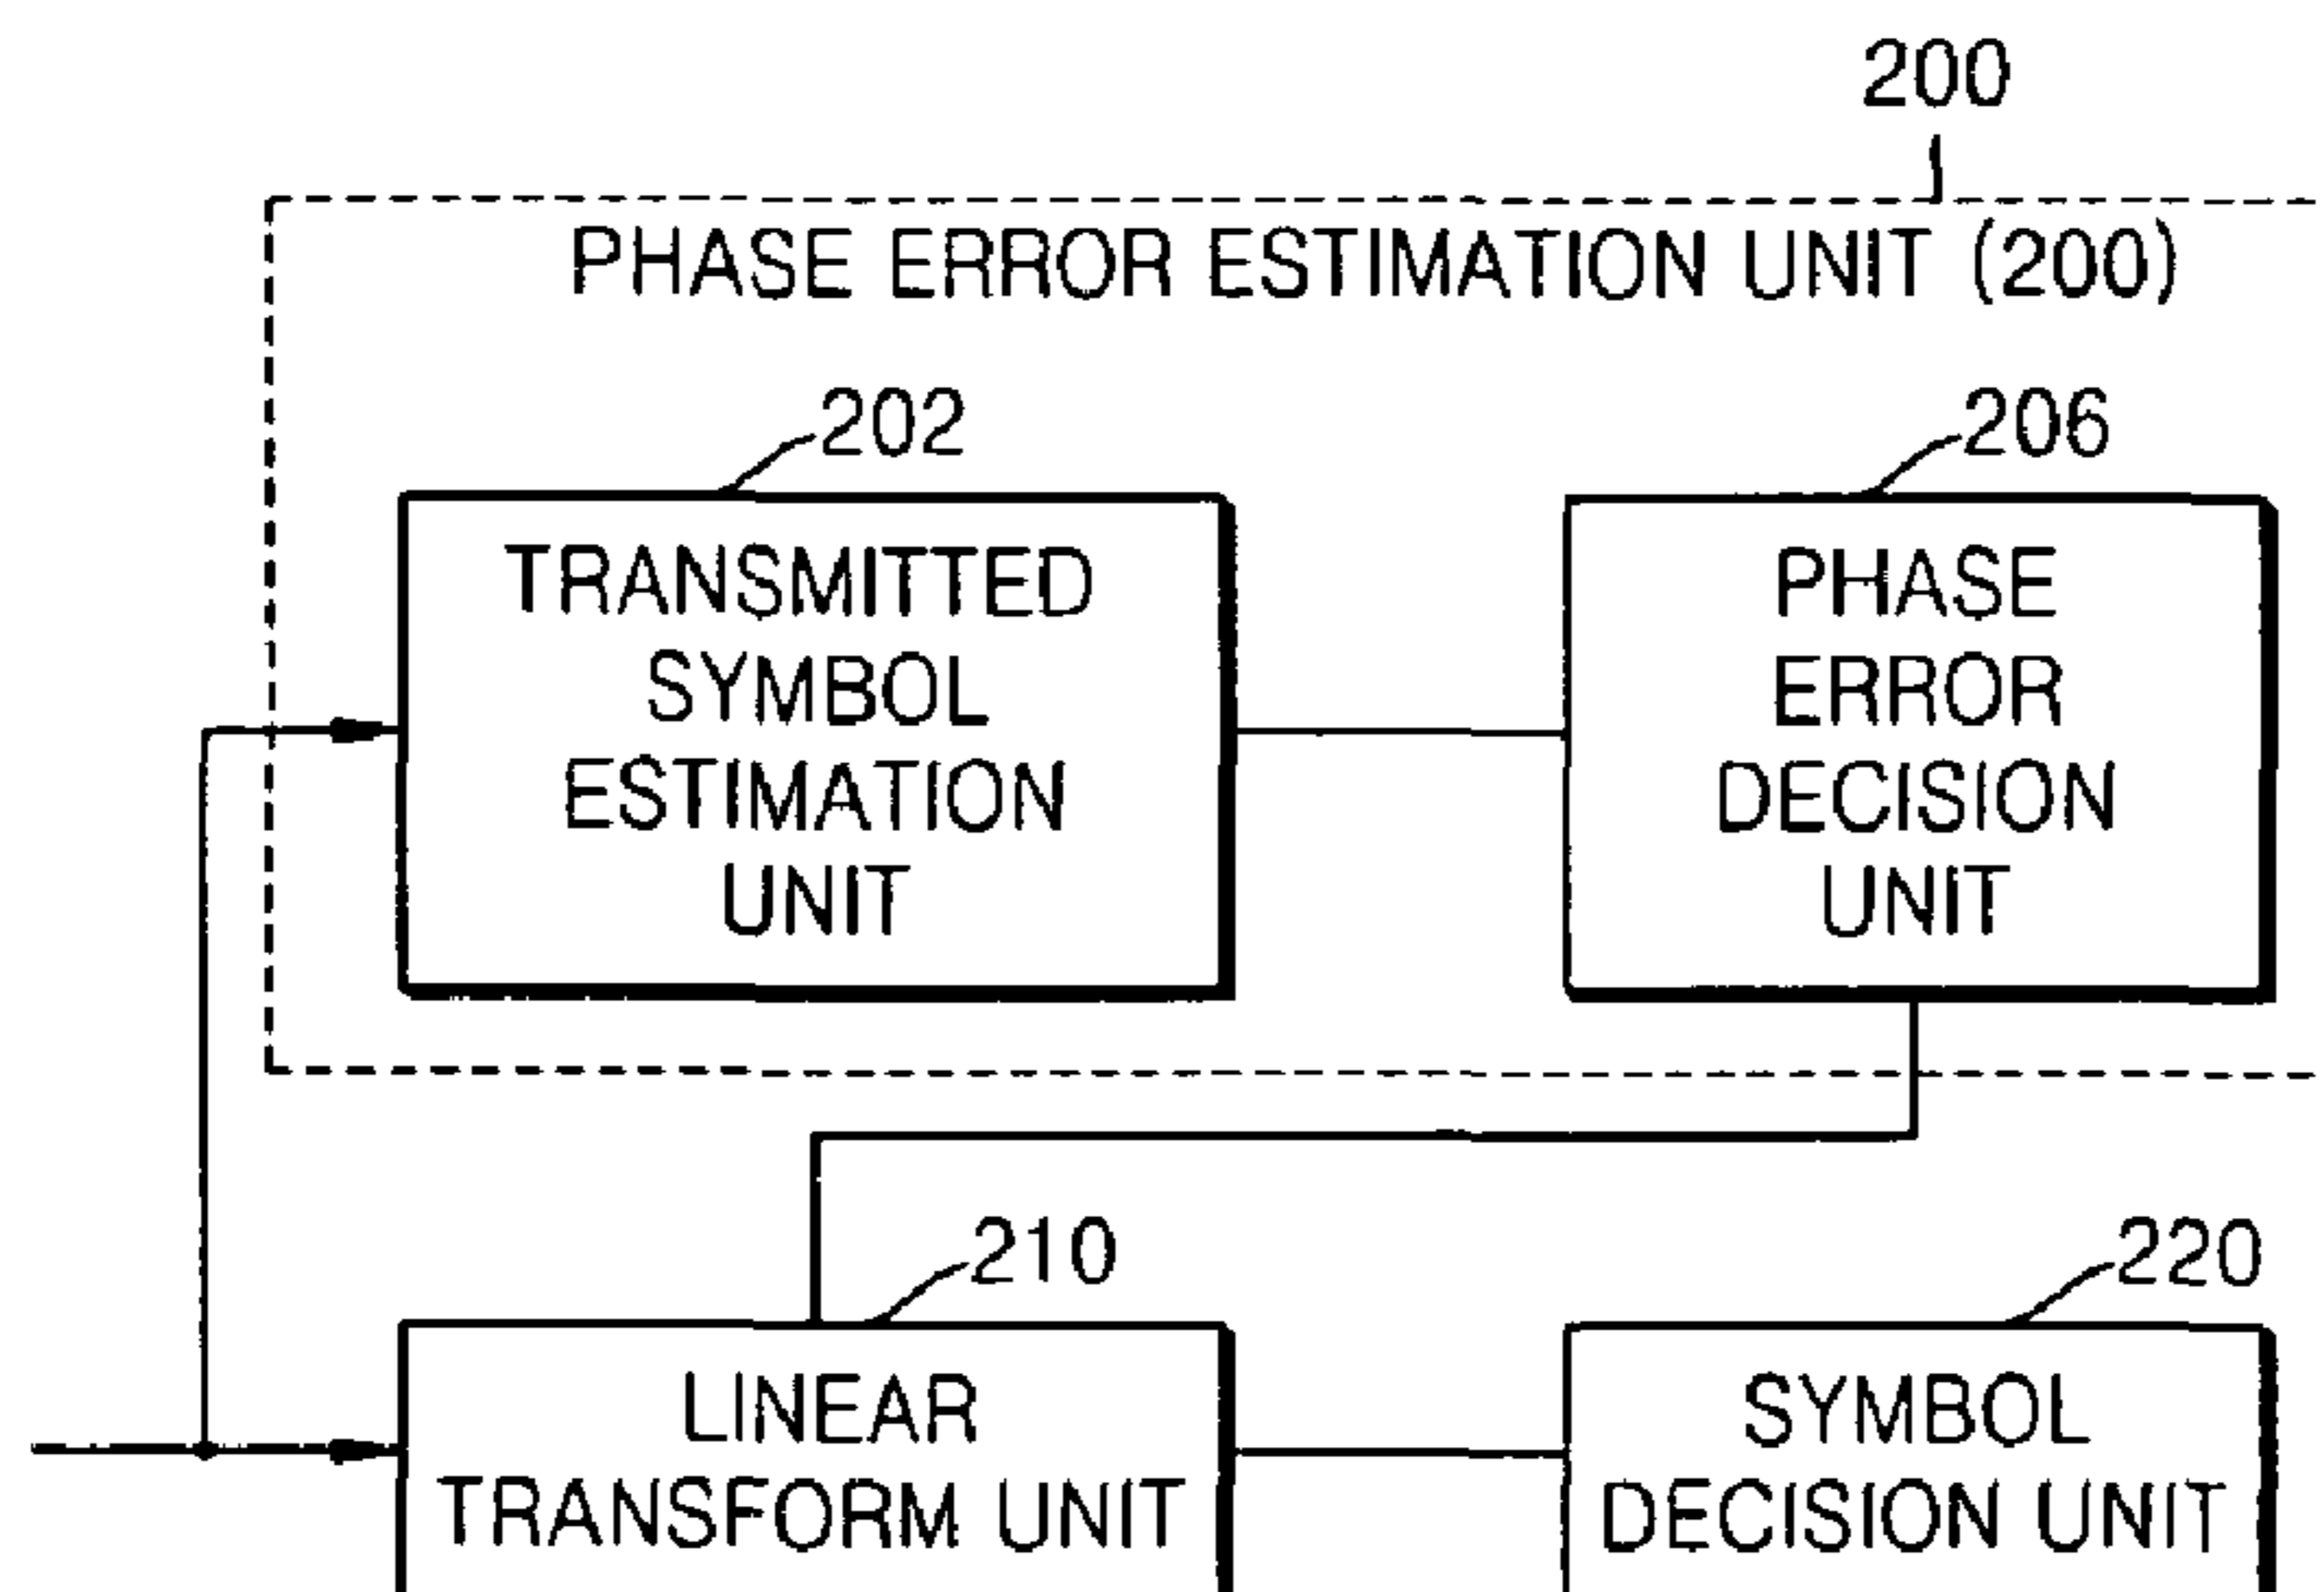 200
PHASE ERROR ESTIMATION UNIT (200)
202
206
TRANSMITTED
SYMBOL
ESTIMATION
UNIT
PHASE
ERROR
DECISION
UNIT
210
220
LINEAR
TRANSFORM UNIT
SYMBOL
DECISION UNIT